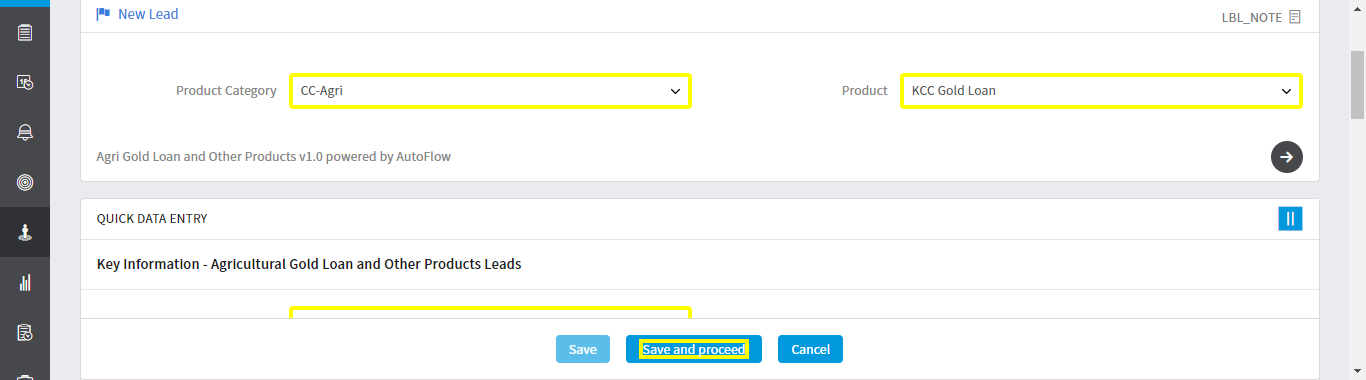 New Lead
LBL_NOTE
Product Category CC-Agri Product KCC Gold Loan
Agri Gold Loan and Other Products v1.0 powered by AutoFlow
QUICK DATA ENTRY
Key Information - Agricultural Gold Loan and Other Products Leads
Save Save and proceed Cancel